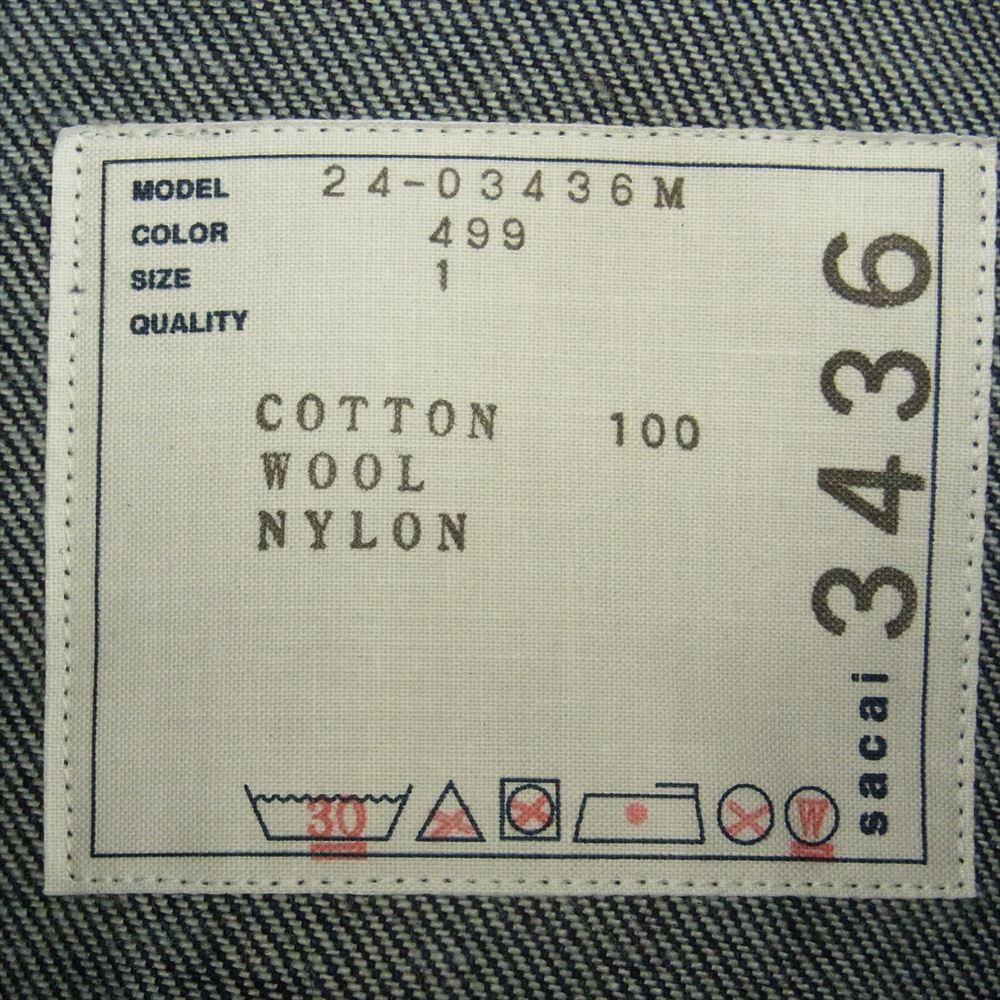 MODEL 24-03436M
COLOR 499
SIZE 1
QUALITY
COTTON 100
WOOL
NYLON
sacai 3436
30
W